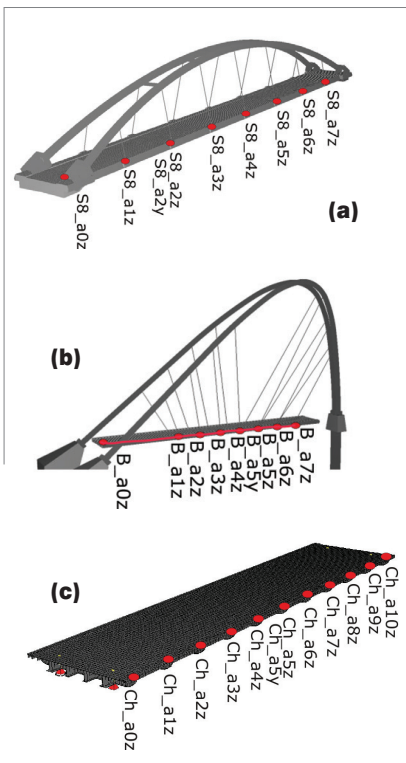 S8_a0z
S8_a1z
S8_a2y
S8_a2z
S8_a3z
S8_a4z
S8_a5z
S8_a6z
S8_a7z
(a)
(b)
B_a0z
B_a1z
B_a2z
B_a3z
B_a4z
B_a5y
B_a5z
B_a6z
B_a7z
(c)
Ch_a0z
Ch_a1z
Ch_a2z
Ch_a3z
Ch_a4z
Ch_a5y
Ch_a5z
Ch_a6z
Ch_a7z
Ch_a8z
Ch_a9z
Ch_a10z